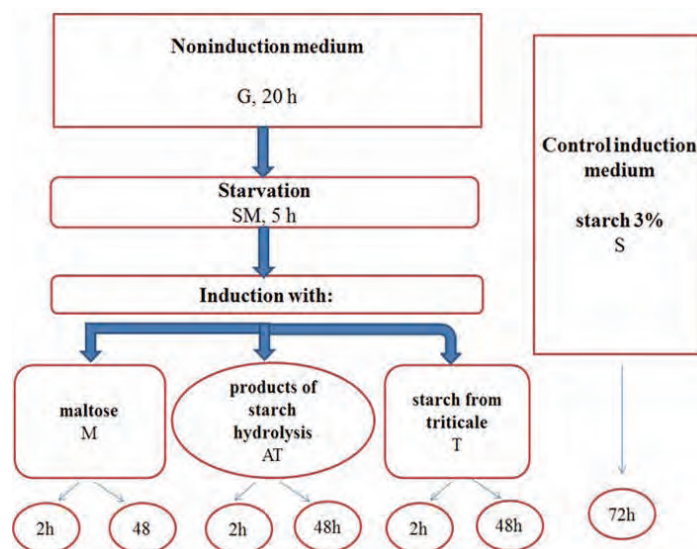 Noninduction medium
G, 20 h
Starvation
SM, 5 h
Induction with:
maltose
M
products of
starch
hydrolysis
AT
starch from
triticale
T
2h
48
2h
48h
2h
48h
Control induction
medium
starch 3%
S
72h